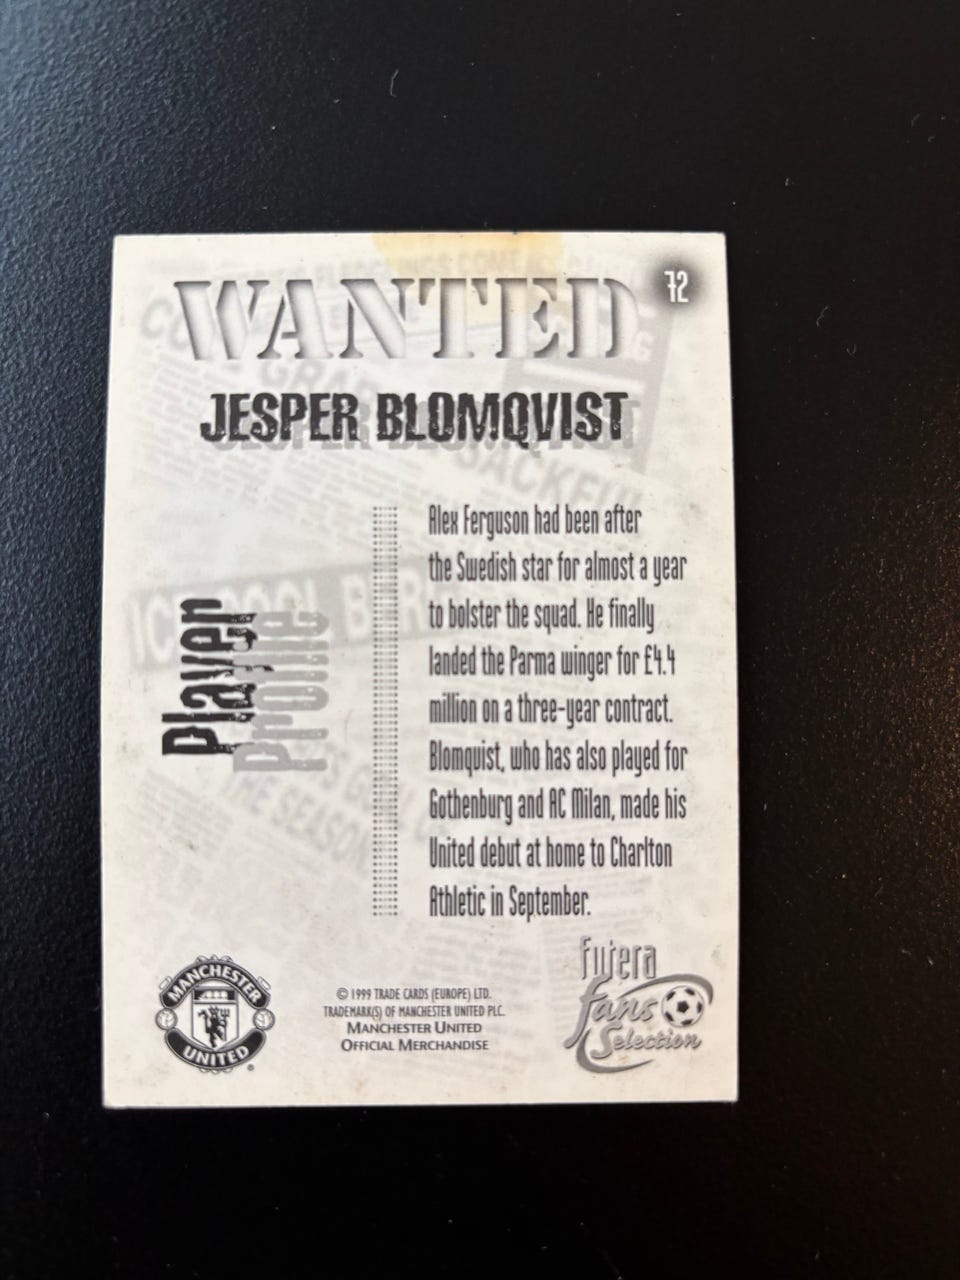 WANTED
72
JESPER BLOMQVIST
Player
Profile
Alex Ferguson had been after
the Swedish star for almost a year
to bolster the squad. He finally
landed the Parma winger for £4.4
million on a three-year contract.
Blomquist, who has also played for
Gothenburg and AC Milan, made his
United debut at home to Charlton
Athletic in September.
MANCHESTER
UNITED
© 1999 TRADE CARDS (EUROPE) LTD.
TRADEMARK(S) OF MANCHESTER UNITED PLC.
MANCHESTER UNITED
OFFICIAL MERCHANDISE
futera
fans
Selection